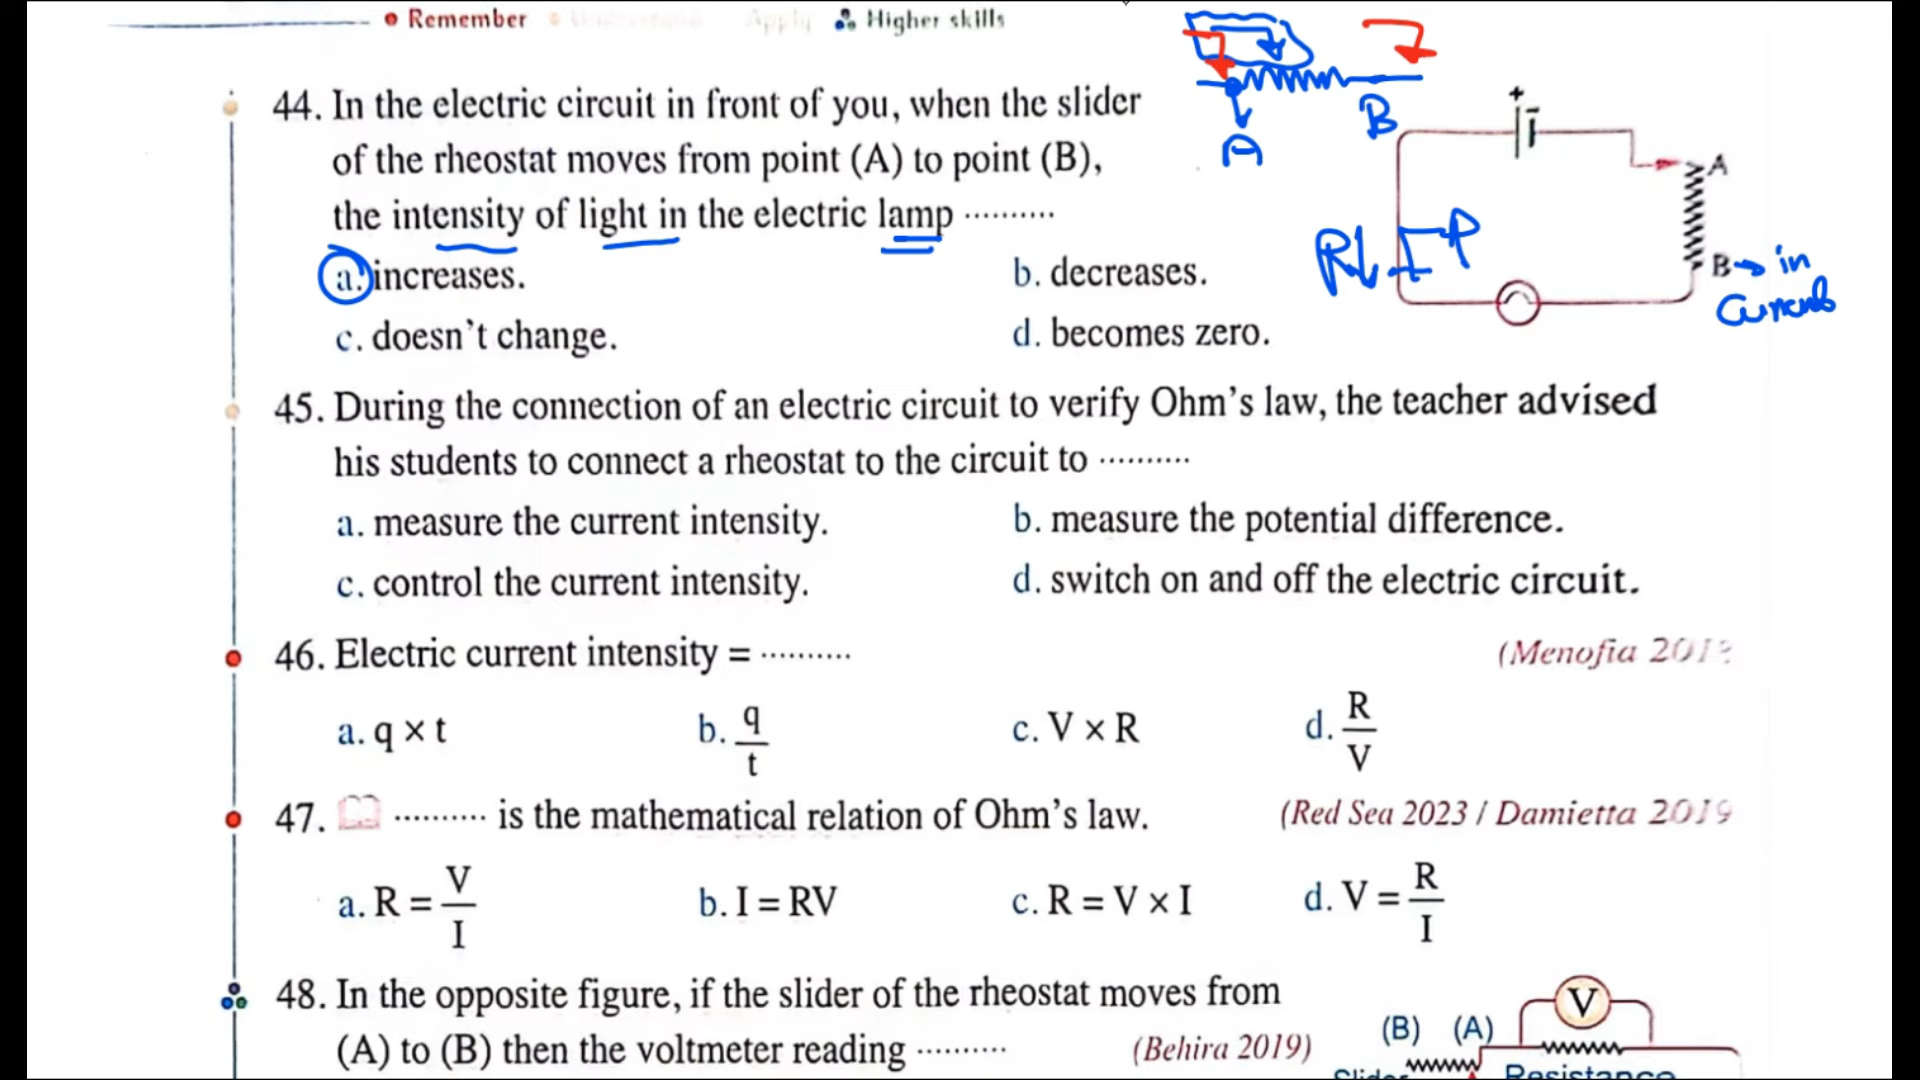 Remember Understand Apply Higher skills
44. In the electric circuit in front of you, when the slider
of the rheostat moves from point (A) to point (B),
the intensity of light in the electric lamp ..........
a. increases. b. decreases.
c. doesn't change. d. becomes zero.
A B
+ -
A
B → in
Current
R↓ I↑
45. During the connection of an electric circuit to verify Ohm's law, the teacher advised
his students to connect a rheostat to the circuit to ..........
a. measure the current intensity. b. measure the potential difference.
c. control the current intensity. d. switch on and off the electric circuit.
46. Electric current intensity = .......... (Menofia
a. q × t b. q/t c. V × R d. R/V
47. .......... is the mathematical relation of Ohm's law. (Red Sea 2023 / Damietta 2019
a. R = V/I b. I = RV c. R = V × I d. V = R/I
48. In the opposite figure, if the slider of the rheostat moves from
(A) to (B) then the voltmeter reading .......... (Behira 2019)
V
(B) (A)
Slider Resistance